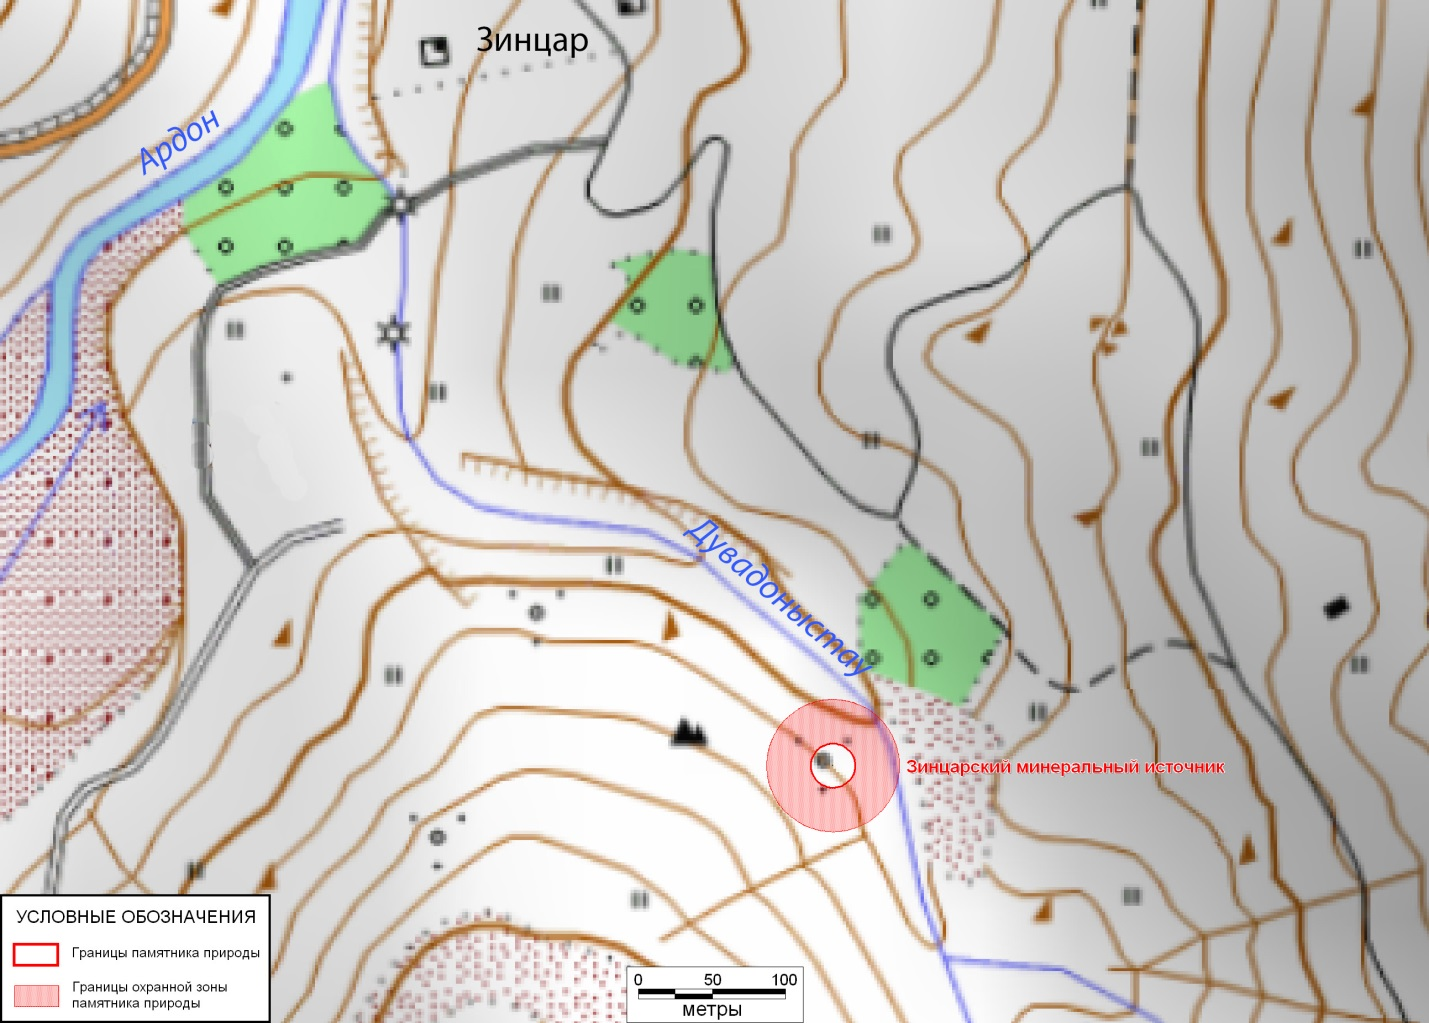 Зинцар
Ардон
Дувадоныстау
Зинцарский минеральный источник
УСЛОВНЫЕ ОБОЗНАЧЕНИЯ
Границы памятника природы
Границы охранной зоны
памятника природы
0 50 100
метры